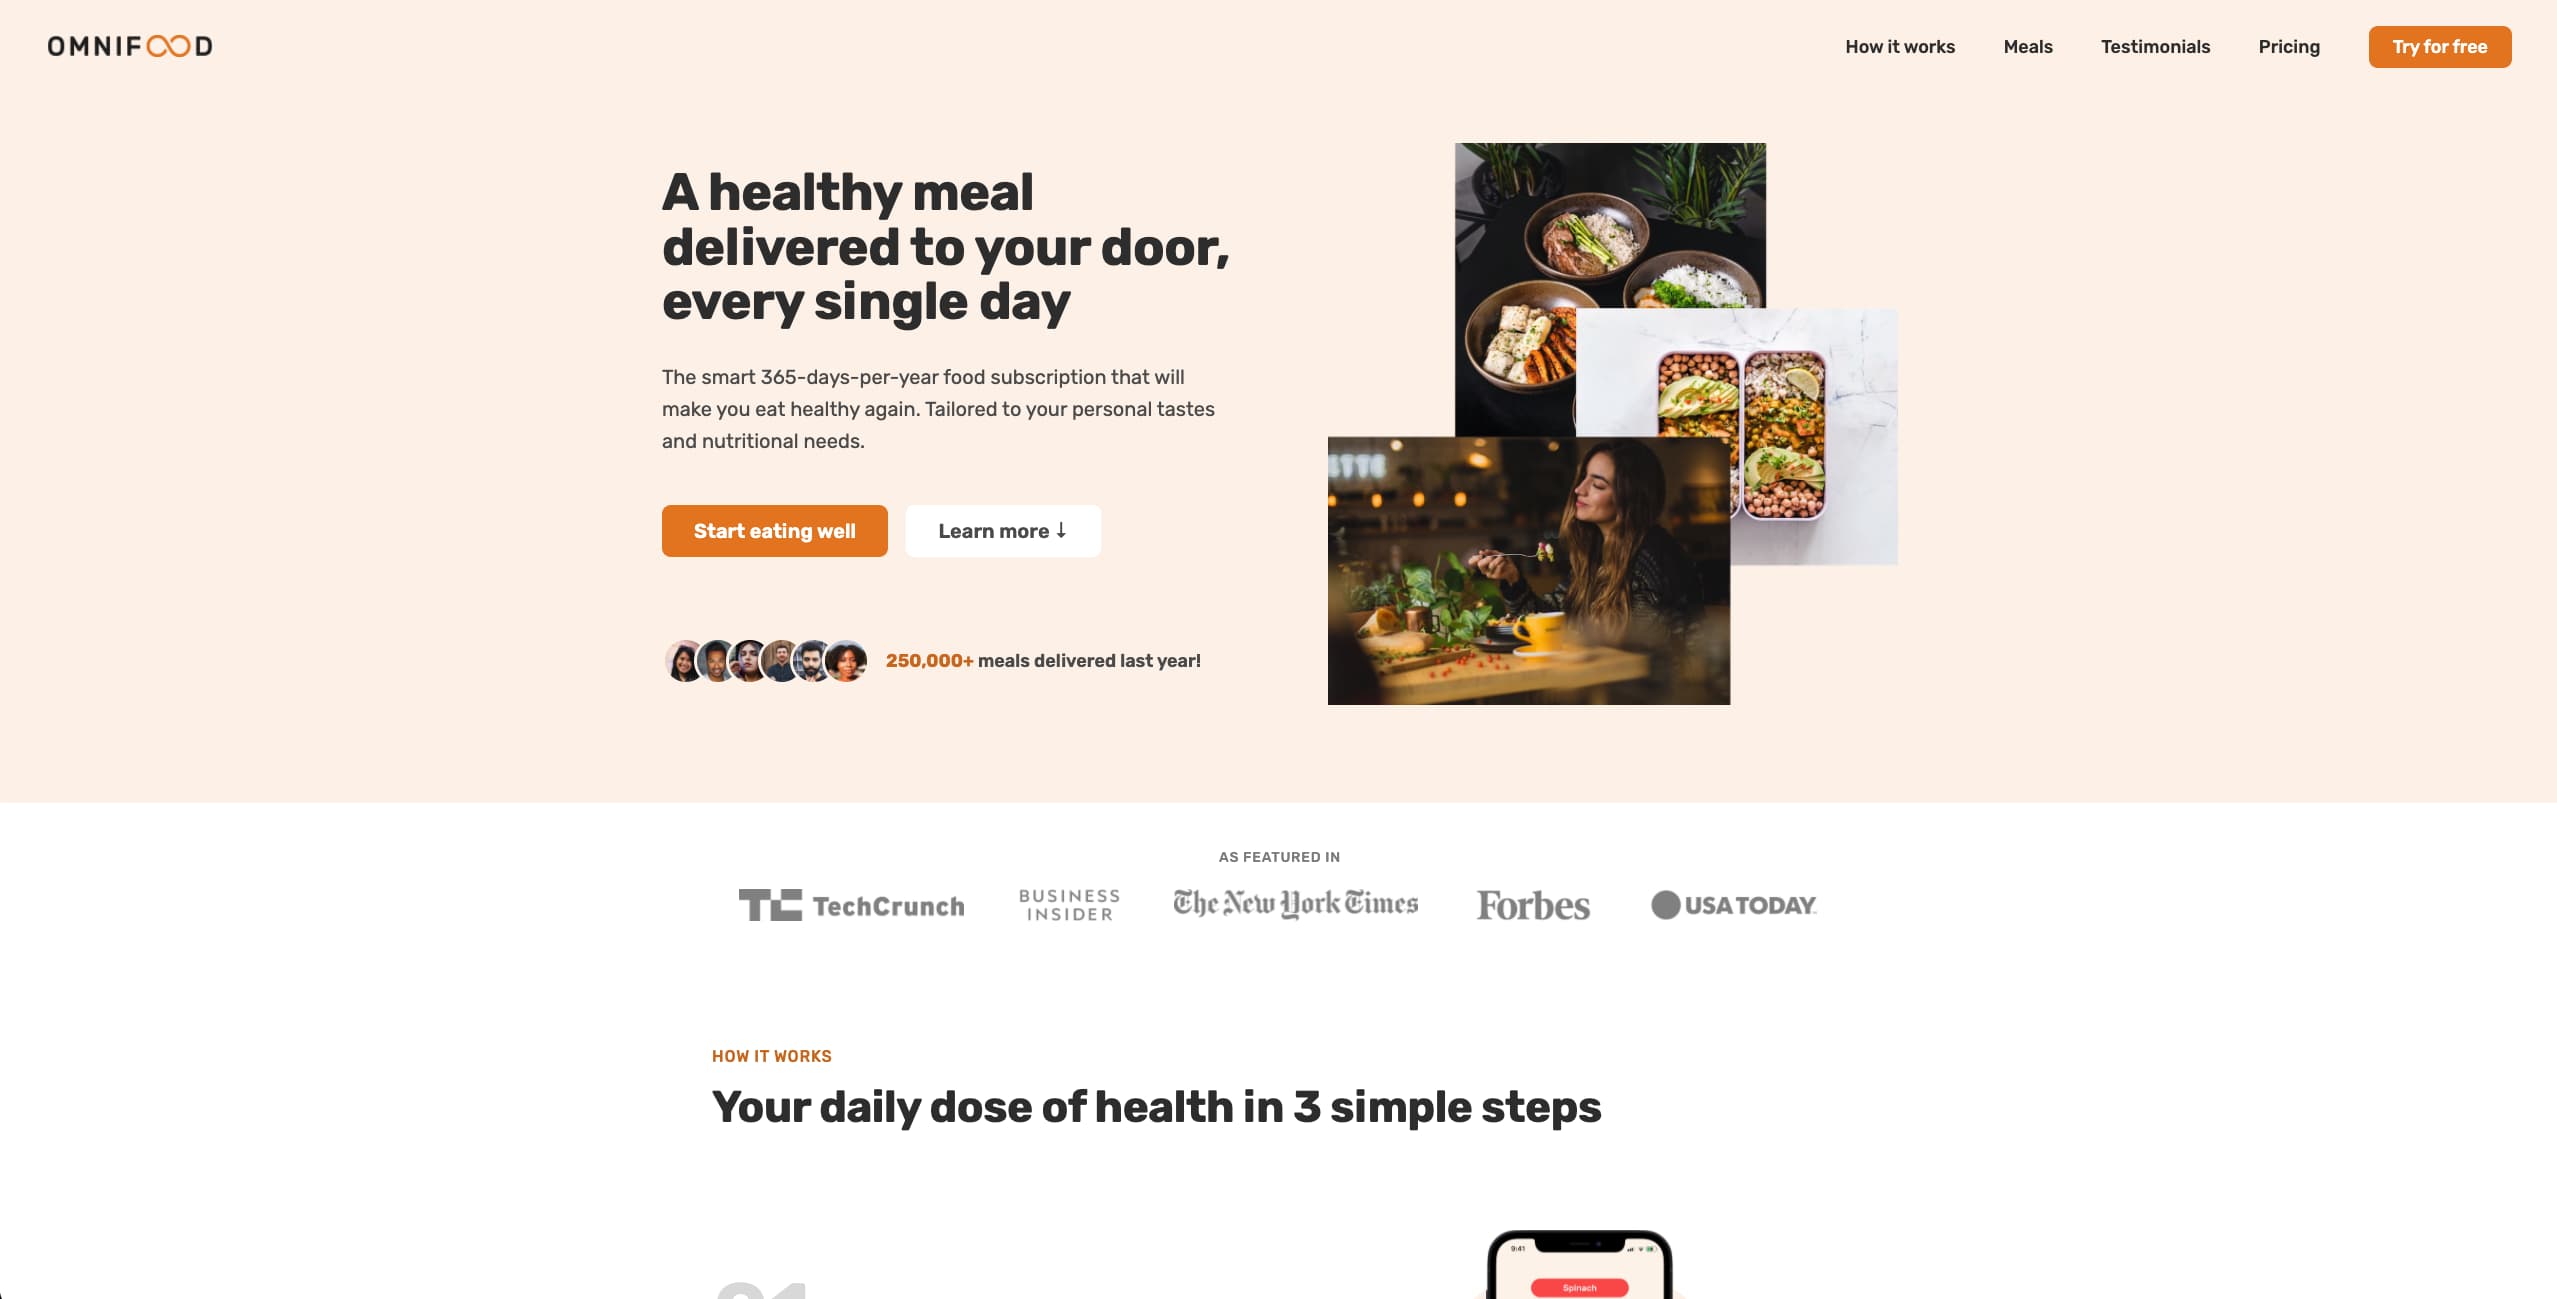 OMNIFOOD
How it works
Meals
Testimonials
Pricing
Try for free
A healthy meal
delivered to your door,
every single day
The smart 365-days-per-year food subscription that will
make you eat healthy again. Tailored to your personal tastes
and nutritional needs.
Start eating well
Learn more ↓
250,000+ meals delivered last year!
AS FEATURED IN
TechCrunch
BUSINESS
INSIDER
The New York Times
Forbes
USA TODAY
HOW IT WORKS
Your daily dose of health in 3 simple steps
01
9:41
Spinach